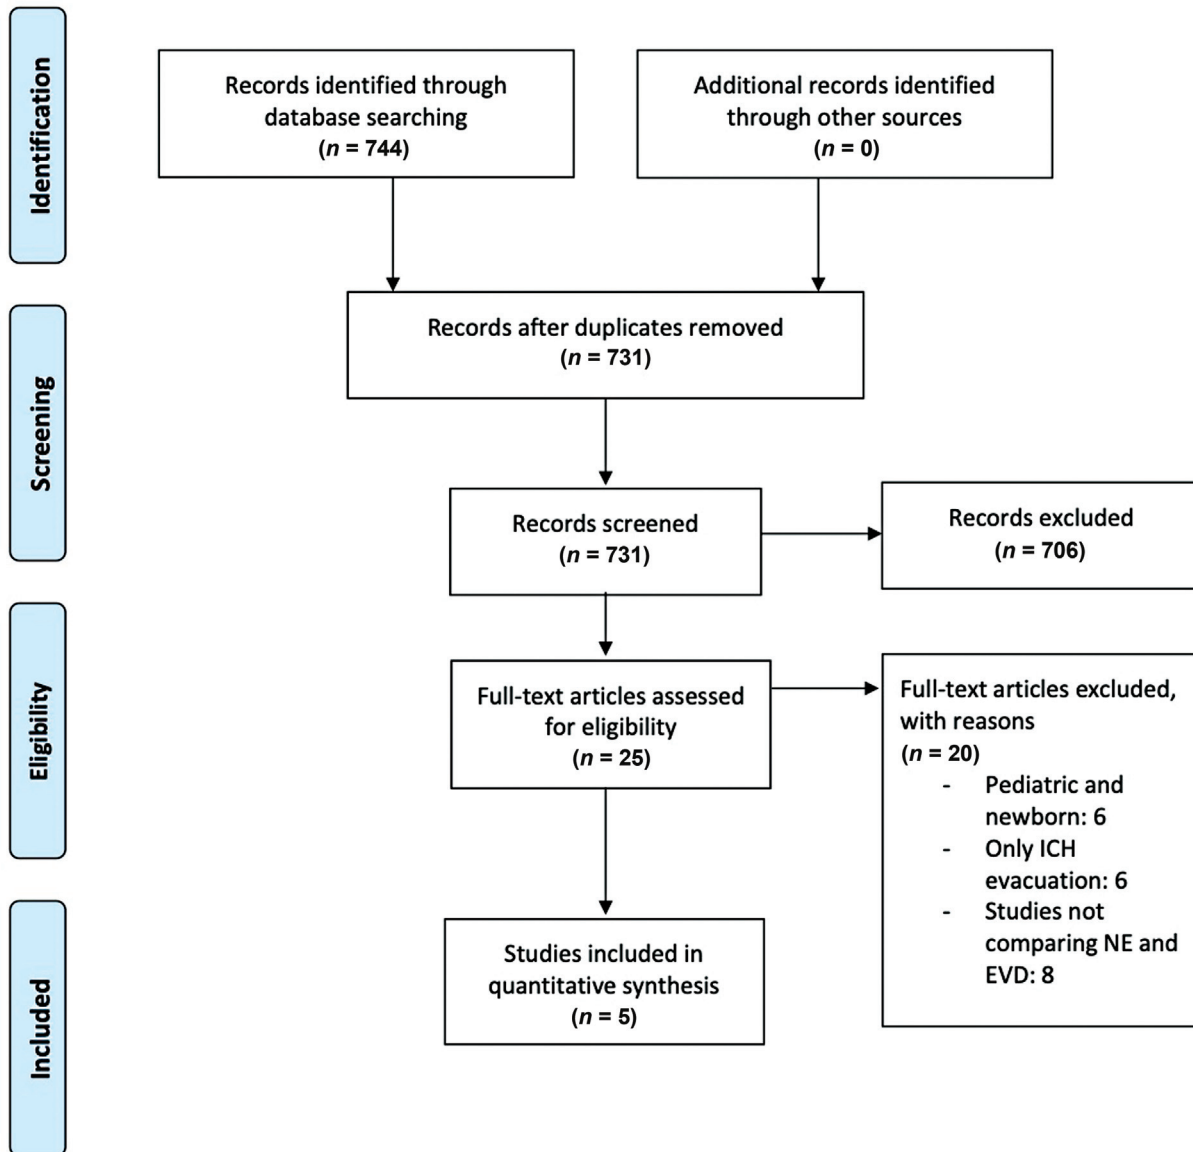 Identification
Records identified through
database searching
(n = 744)
Additional records identified
through other sources
(n = 0)
Screening
Records after duplicates removed
(n = 731)
Records screened
(n = 731)
Records excluded
(n = 706)
Eligibility
Full-text articles assessed
for eligibility
(n = 25)
Full-text articles excluded,
with reasons
(n = 20)
- Pediatric and
newborn: 6
- Only ICH
evacuation: 6
- Studies not
comparing NE and
EVD: 8
Included
Studies included in
quantitative synthesis
(n = 5)